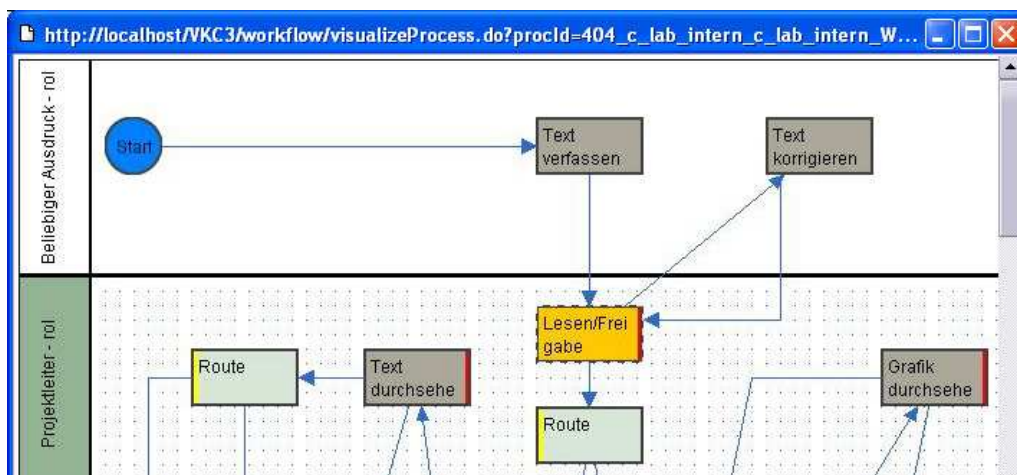 http://localhost/VKC3/workflow/visualizeProcess.do?procId=404_c_lab_intern_c_lab_intern_W...
Beliebiger Ausdruck - rol
Start
Text
verfassen
Text
korrigieren
Projektleiter - rol
Lesen/Frei
gabe
Route
Text
durchsehe
Grafik
durchsehe
Route